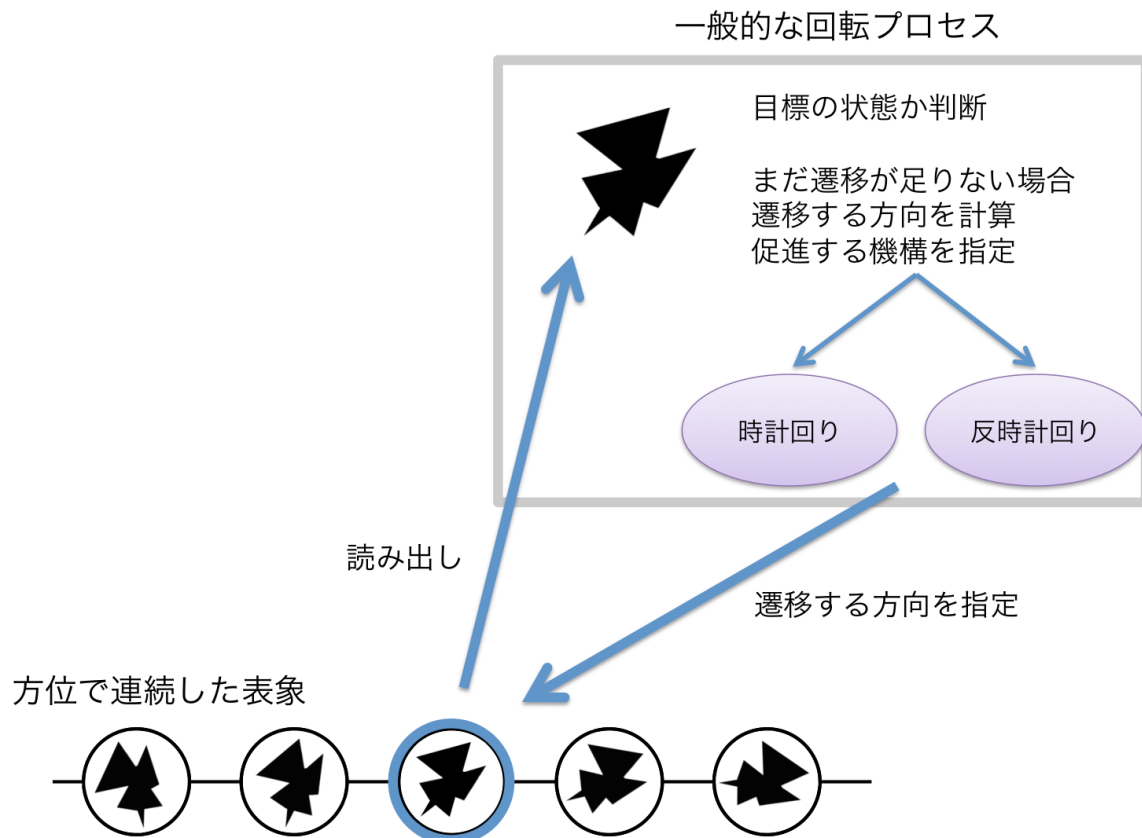 一般的な回転プロセス
目標の状態か判断
まだ遷移が足りない場合
遷移する方向を計算
促進する機構を指定
時計回り
反時計回り
読み出し
遷移する方向を指定
方位で連続した表象